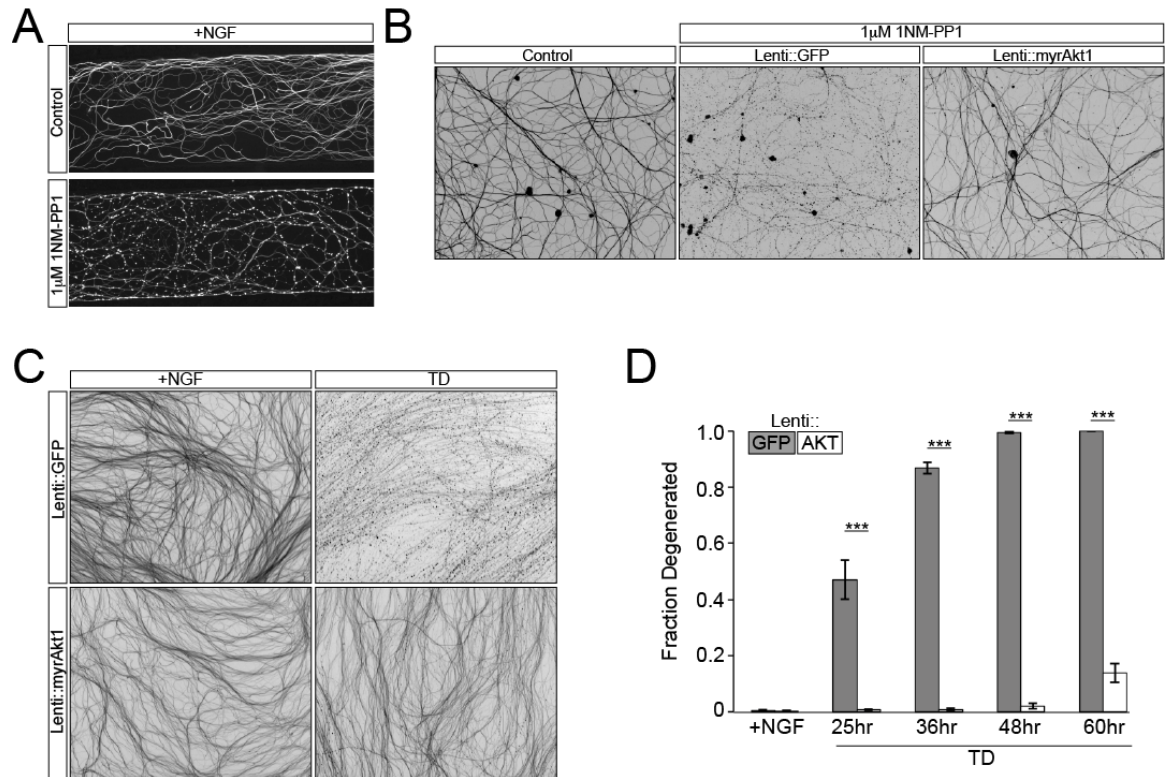 A
+NGF
Control
1µM 1NM-PP1
B
1µM 1NM-PP1
Control
Lenti::GFP
Lenti::myrAkt1
C
+NGF
TD
Lenti::GFP
Lenti::myrAkt1
D
Lenti::
GFP AKT
Fraction Degenerated
1.0
0.8
0.6
0.4
0.2
0
***
***
***
***
+NGF 25hr 36hr 48hr 60hr
TD